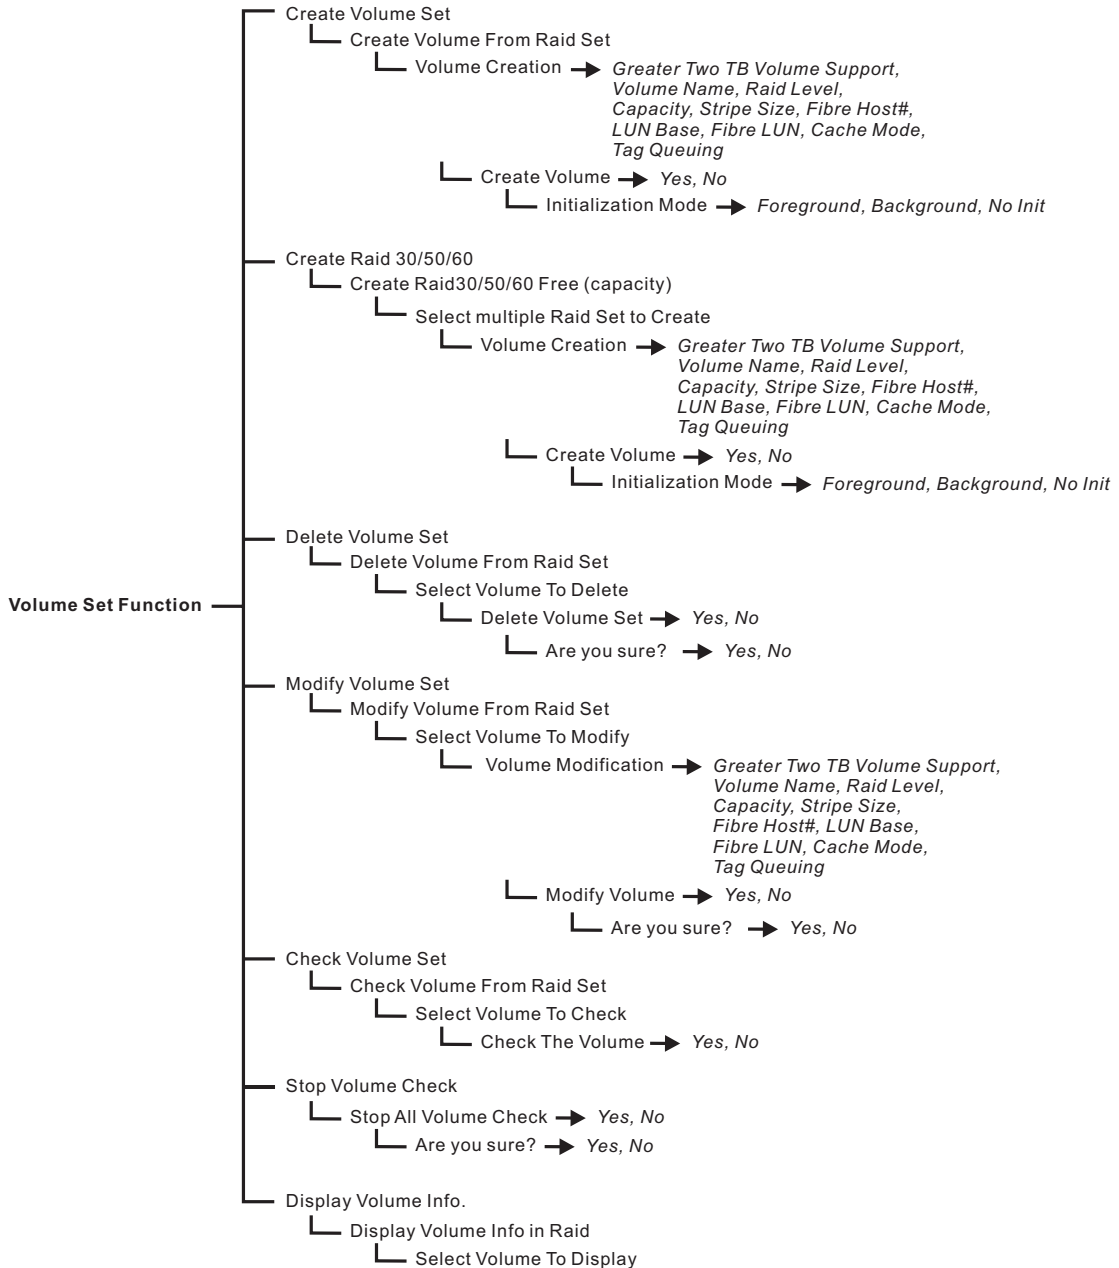 Create Volume Set
Create Volume From Raid Set
Volume Creation
Greater Two TB Volume Support,
Volume Name, Raid Level,
Capacity, Stripe Size, Fibre Host#,
LUN Base, Fibre LUN, Cache Mode,
Tag Queuing
Create Volume
Yes, No
Initialization Mode
Foreground, Background, No Init
Create Raid 30/50/60
Create Raid30/50/60 Free (capacity)
Select multiple Raid Set to Create
Volume Creation
Greater Two TB Volume Support,
Volume Name, Raid Level,
Capacity, Stripe Size, Fibre Host#,
LUN Base, Fibre LUN, Cache Mode,
Tag Queuing
Create Volume
Yes, No
Initialization Mode
Foreground, Background, No Init
Delete Volume Set
Delete Volume From Raid Set
Select Volume To Delete
Volume Set Function
Delete Volume Set
Yes, No
Are you sure?
Yes, No
Modify Volume Set
Modify Volume From Raid Set
Select Volume To Modify
Volume Modification
Greater Two TB Volume Support,
Volume Name, Raid Level,
Capacity, Stripe Size,
Fibre Host#, LUN Base,
Fibre LUN, Cache Mode,
Tag Queuing
Modify Volume
Yes, No
Are you sure?
Yes, No
Check Volume Set
Check Volume From Raid Set
Select Volume To Check
Check The Volume
Yes, No
Stop Volume Check
Stop All Volume Check
Yes, No
Are you sure?
Yes, No
Display Volume Info.
Display Volume Info in Raid
Select Volume To Display